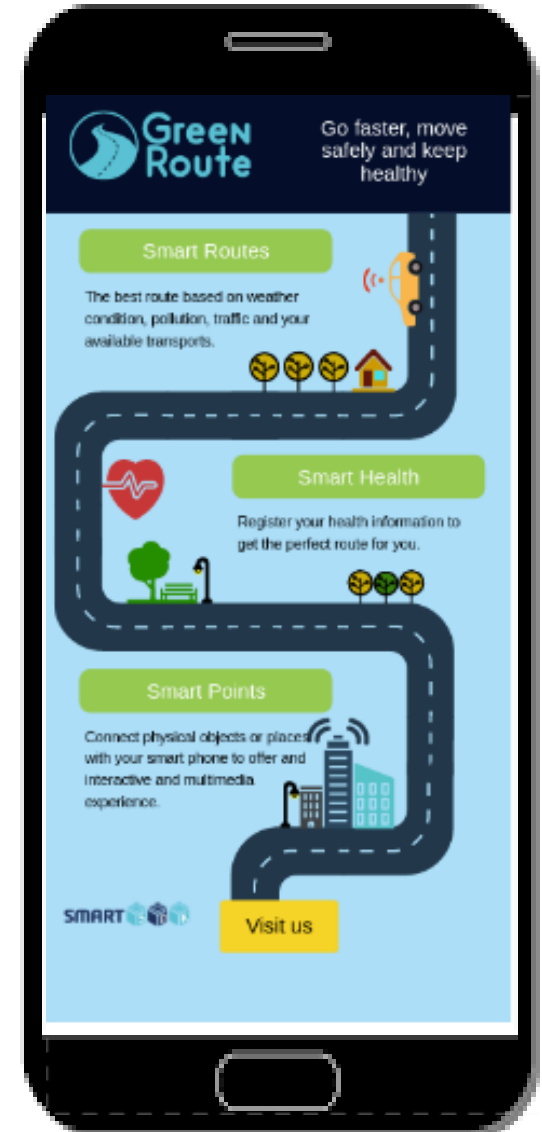 Green
Route
Go faster, move
safely and keep
healthy
Smart Routes
The best route based on weather
condition, pollution, traffic and your
available transports.
Smart Health
Register your health information to
get the perfect route for you.
Smart Points
Connect physical objects or places
with your smart phone to offer and
interactive and multimedia
experience.
SMART
Visit us